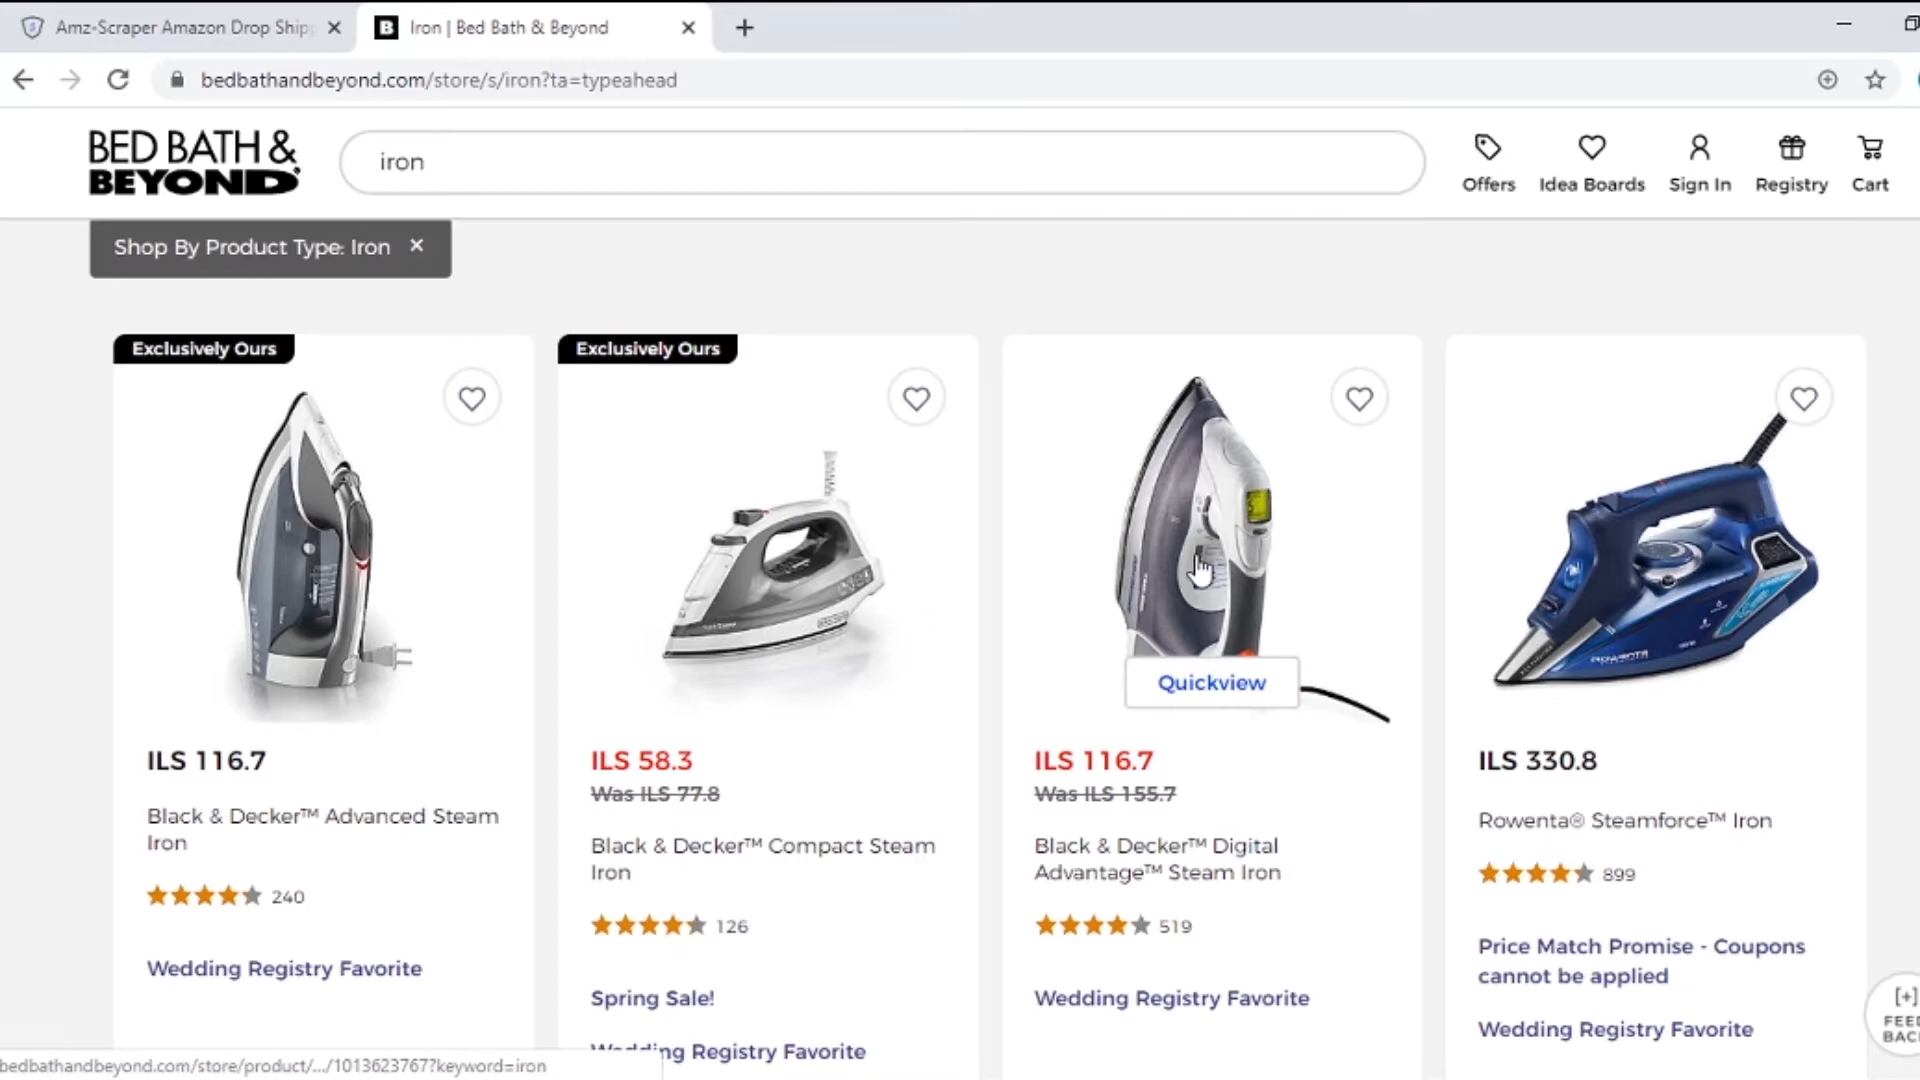 Amz-Scraper Amazon Drop Ship
Iron | Bed Bath & Beyond
bedbathandbeyond.com/store/s/iron?ta=typeahead
BED BATH &
BEYOND
iron
Offers
Idea Boards
Sign In
Registry
Cart
Shop By Product Type: Iron
Exclusively Ours
ILS 116.7
Black & Decker™ Advanced Steam
Iron
240
Wedding Registry Favorite
Exclusively Ours
ILS 58.3
Was ILS 77.8
Black & Decker™ Compact Steam
Iron
126
Spring Sale!
Wedding Registry Favorite
Quickview
ILS 116.7
Was ILS 155.7
Black & Decker™ Digital
Advantage™ Steam Iron
519
Wedding Registry Favorite
ROWENTA
ILS 330.8
Rowenta® Steamforce™ Iron
899
Price Match Promise - Coupons
cannot be applied
Wedding Registry Favorite
[+]
FEED
BACK
bedbathandbeyond.com/store/product/.../1013623767?keyword=iron